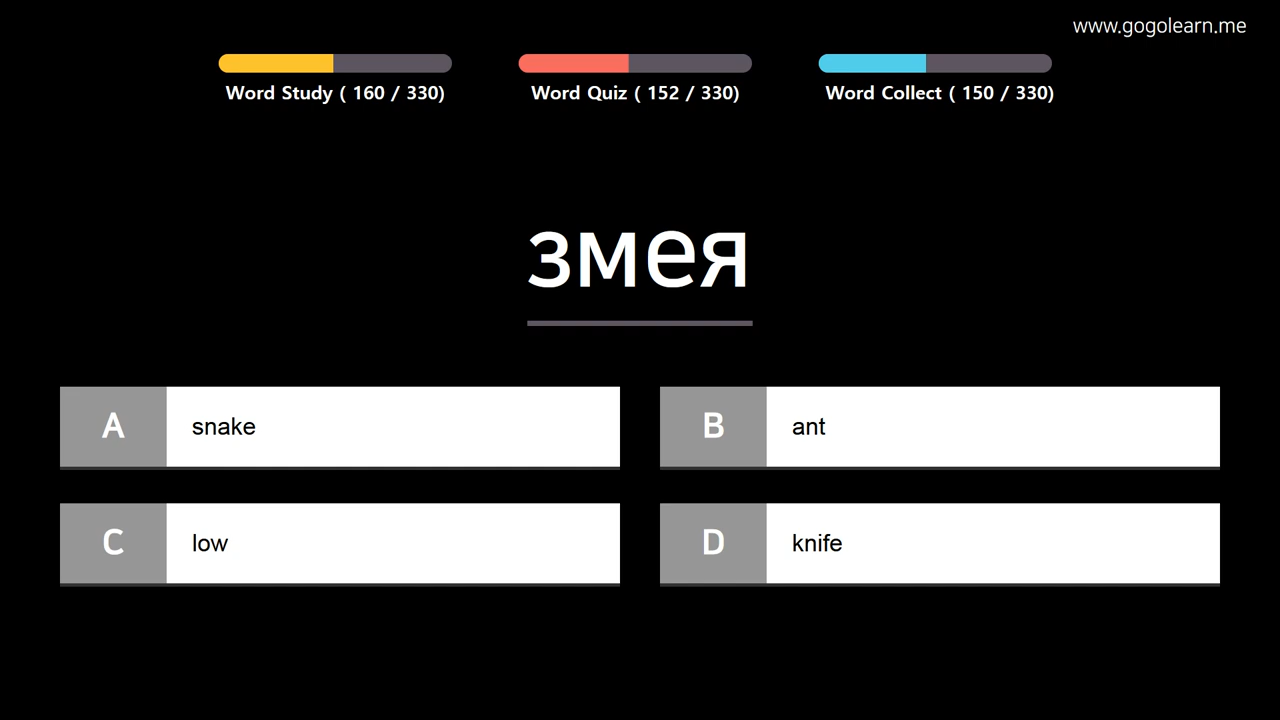 www.gogolearn.me
Word Study ( 160 / 330)
Word Quiz ( 152 / 330)
Word Collect ( 150 / 330)
змея
A snake
B ant
C low
D knife